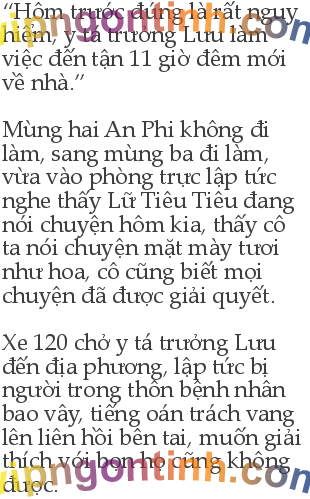 “Hôm trước đúng là rất nguy
hiểm, y tá trưởng Lưu làm
việc đến tận 11 giờ đêm mới
về nhà.”
Mùng hai An Phi không đi
làm, sang mùng ba đi làm,
vừa vào phòng trực lập tức
nghe thấy Lữ Tiêu Tiêu đang
nói chuyện hôm kia, thấy cô
ta nói chuyện mặt mày tươi
như hoa, cô cũng biết mọi
chuyện đã được giải quyết.
Xe 120 chở y tá trưởng Lưu
đến địa phương, lập tức bị
người trong thôn bệnh nhân
bao vây, tiếng oán trách vang
lên liên hồi bên tai, muốn giải
thích với bọn họ cũng không
được.
vipngontinh.com
vipngontinh.com